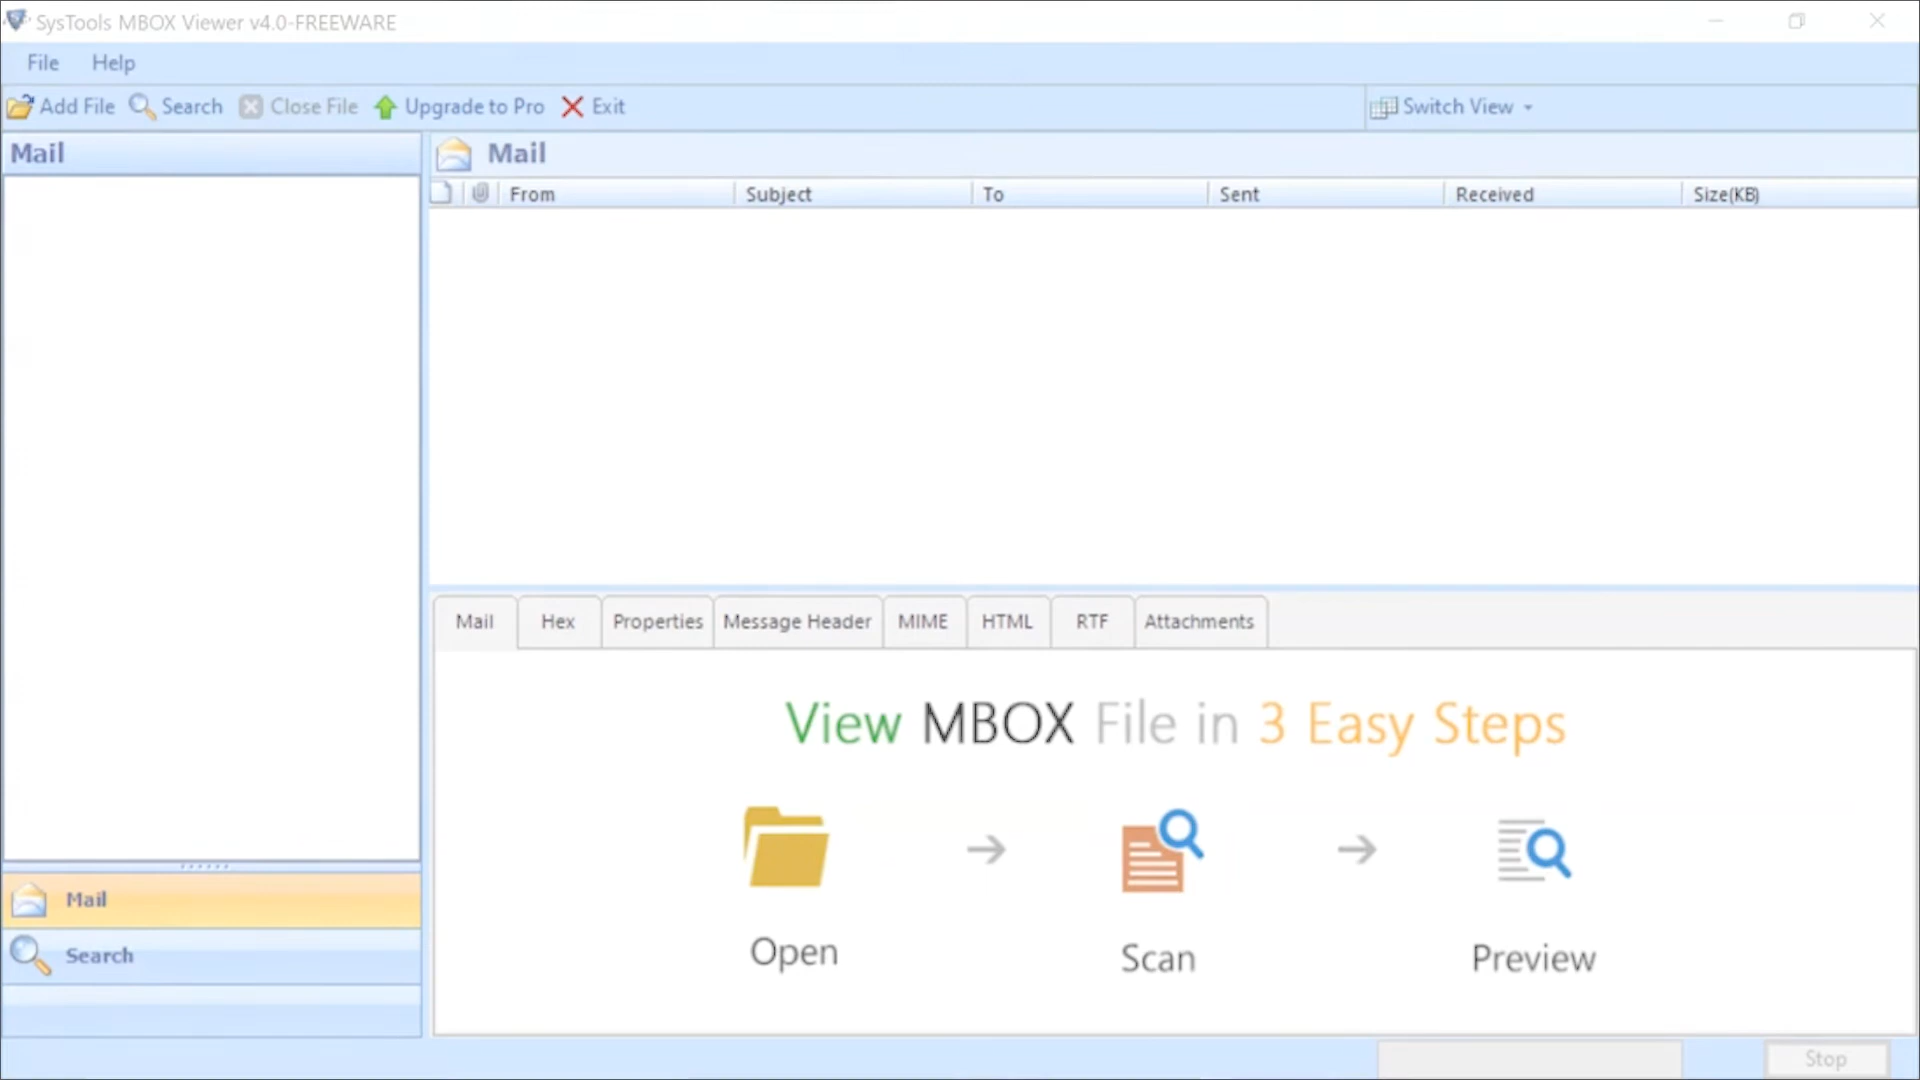 SysTools MBOX Viewer v4.0-FREEWARE
File Help
Add File Search Close File Upgrade to Pro Exit Switch View
Mail
Mail
From Subject To Sent Received Size(KB)
Mail Hex Properties Message Header MIME HTML RTF Attachments
View MBOX File in 3 Easy Steps
Open Scan Preview
Mail
Search
Stop